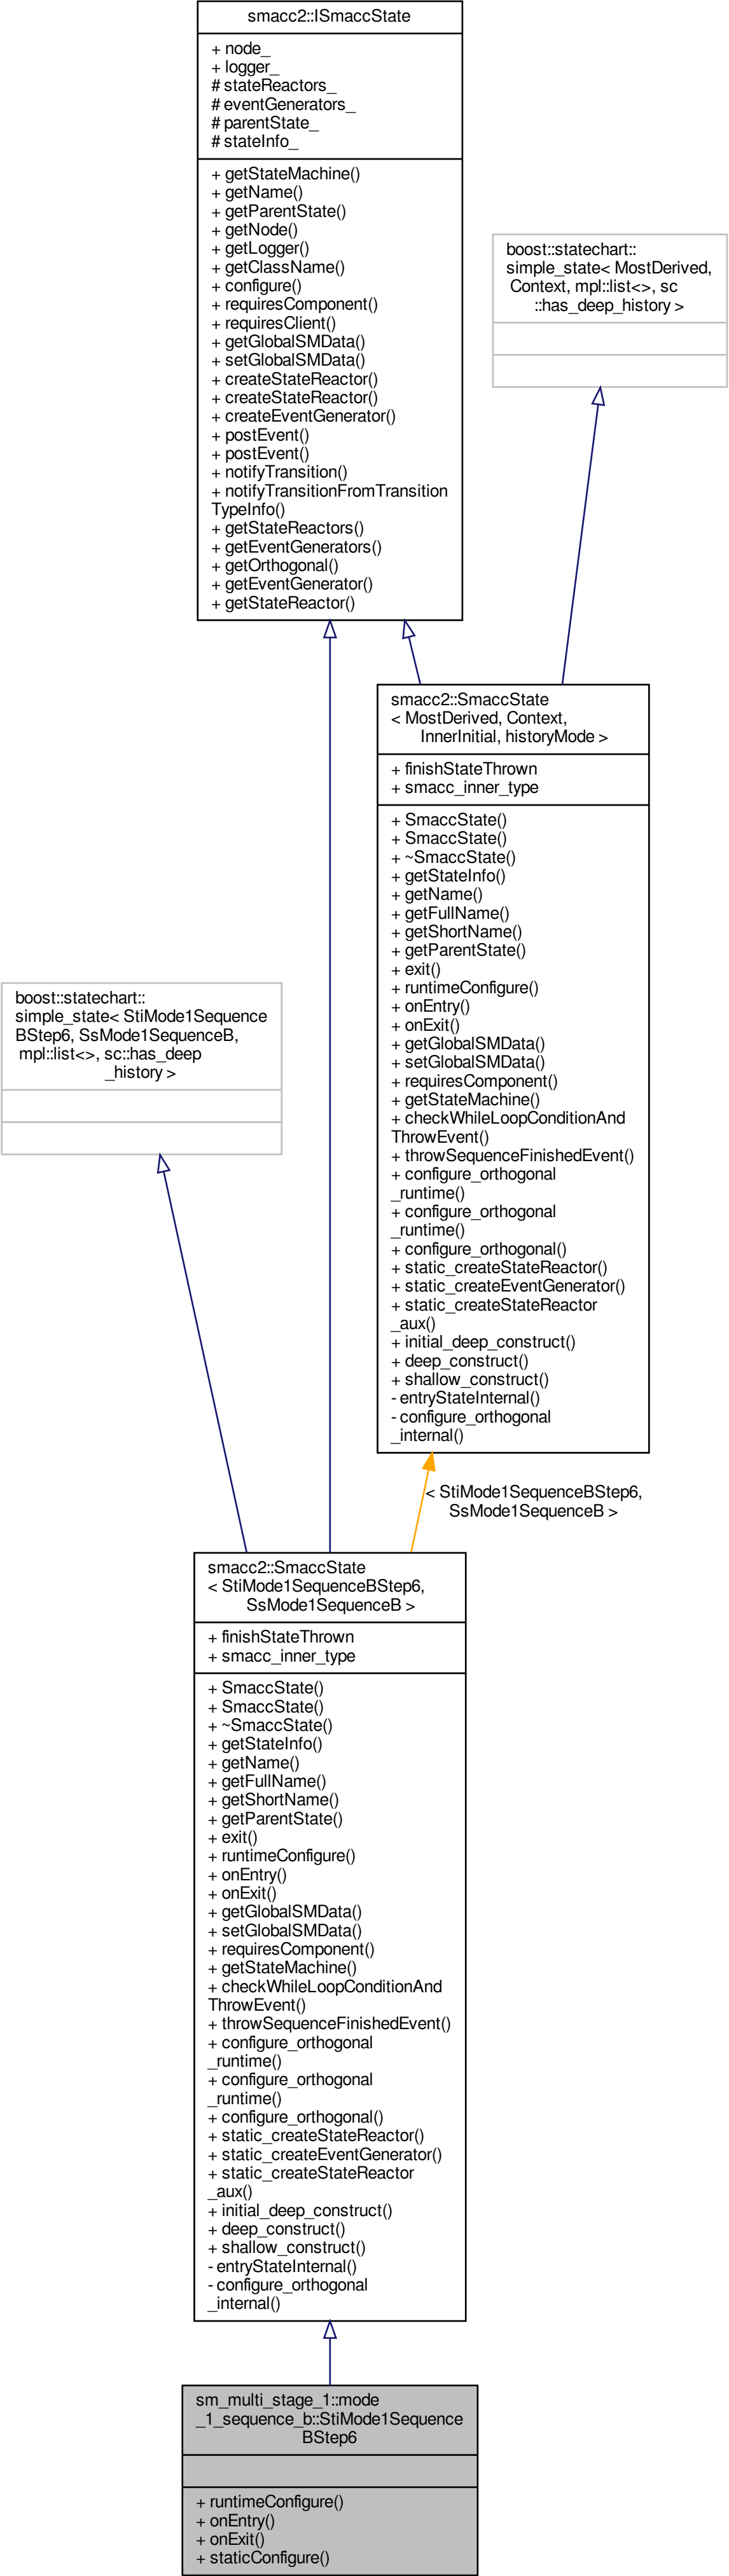 smacc2::ISmaccState
+ node_
+ logger_
# stateReactors_
# eventGenerators_
# parentState_
# stateInfo_
+ getStateMachine()
+ getName()
+ getParentState()
+ getNode()
+ getLogger()
+ getClassName()
+ configure()
+ requiresComponent()
+ requiresClient()
+ getGlobalSMData()
+ setGlobalSMData()
+ createStateReactor()
+ createStateReactor()
+ createEventGenerator()
+ postEvent()
+ postEvent()
+ notifyTransition()
+ notifyTransitionFromTransition
TypeInfo()
+ getStateReactors()
+ getEventGenerators()
+ getOrthogonal()
+ getEventGenerator()
+ getStateReactor()
boost::statechart::
simple_state< MostDerived,
Context, mpl::list<>, sc
::has_deep_history >
smacc2::SmaccState
< MostDerived, Context,
InnerInitial, historyMode >
+ finishStateThrown
+ smacc_inner_type
+ SmaccState()
+ SmaccState()
+ ~SmaccState()
+ getStateInfo()
+ getName()
+ getFullName()
+ getShortName()
+ getParentState()
+ exit()
+ runtimeConfigure()
+ onEntry()
+ onExit()
+ getGlobalSMData()
+ setGlobalSMData()
+ requiresComponent()
+ getStateMachine()
+ checkWhileLoopConditionAnd
ThrowEvent()
+ throwSequenceFinishedEvent()
+ configure_orthogonal
_runtime()
+ configure_orthogonal
_runtime()
+ configure_orthogonal()
+ static_createStateReactor()
+ static_createEventGenerator()
+ static_createStateReactor
_aux()
+ initial_deep_construct()
+ deep_construct()
+ shallow_construct()
- entryStateInternal()
- configure_orthogonal
_internal()
boost::statechart::
simple_state< StiMode1Sequence
BStep6, SsMode1SequenceB,
mpl::list<>, sc::has_deep
_history >
< StiMode1SequenceBStep6,
SsMode1SequenceB >
smacc2::SmaccState
< StiMode1SequenceBStep6,
SsMode1SequenceB >
+ finishStateThrown
+ smacc_inner_type
+ SmaccState()
+ SmaccState()
+ ~SmaccState()
+ getStateInfo()
+ getName()
+ getFullName()
+ getShortName()
+ getParentState()
+ exit()
+ runtimeConfigure()
+ onEntry()
+ onExit()
+ getGlobalSMData()
+ setGlobalSMData()
+ requiresComponent()
+ getStateMachine()
+ checkWhileLoopConditionAnd
ThrowEvent()
+ throwSequenceFinishedEvent()
+ configure_orthogonal
_runtime()
+ configure_orthogonal
_runtime()
+ configure_orthogonal()
+ static_createStateReactor()
+ static_createEventGenerator()
+ static_createStateReactor
_aux()
+ initial_deep_construct()
+ deep_construct()
+ shallow_construct()
- entryStateInternal()
- configure_orthogonal
_internal()
sm_multi_stage_1::mode
_1_sequence_b::StiMode1Sequence
BStep6
+ runtimeConfigure()
+ onEntry()
+ onExit()
+ staticConfigure()